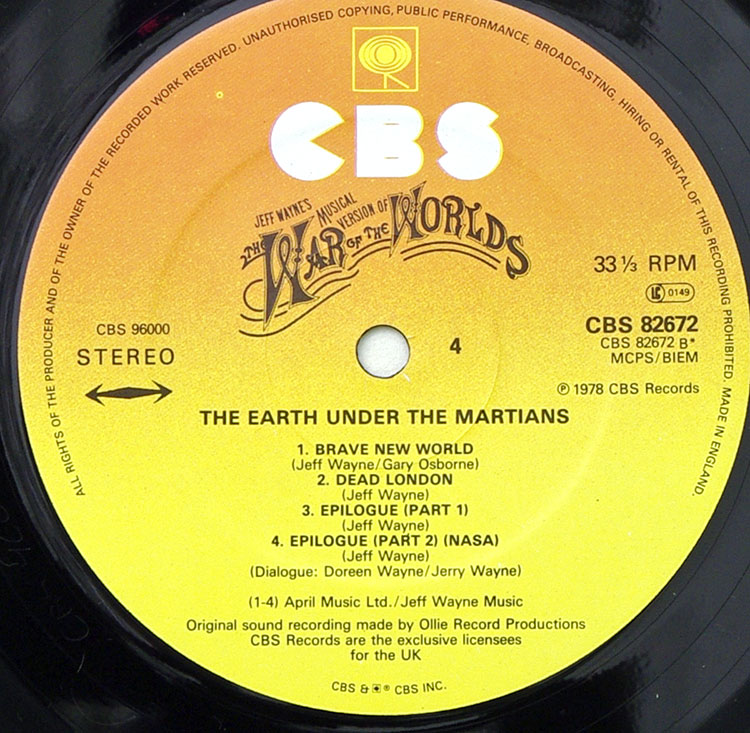 ALL RIGHTS OF THE PRODUCER AND OF THE OWNER OF THE RECORDED WORK RESERVED. UNAUTHORISED COPYING, PUBLIC PERFORMANCE, BROADCASTING, HIRING OR RENTAL OF THIS RECORDING PROHIBITED. MADE IN ENGLAND.
CBS
JEFF WAYNE'S MUSICAL VERSION OF
THE WAR OF THE WORLDS
33 ⅓ RPM
LC 0149
CBS 96000
STEREO
4
CBS 82672
CBS 82672 B*
MCPS/BIEM
℗ 1978 CBS Records
THE EARTH UNDER THE MARTIANS
1. BRAVE NEW WORLD
(Jeff Wayne/Gary Osborne)
2. DEAD LONDON
(Jeff Wayne)
3. EPILOGUE (PART 1)
(Jeff Wayne)
4. EPILOGUE (PART 2) (NASA)
(Jeff Wayne)
(Dialogue: Doreen Wayne/Jerry Wayne)
(1-4) April Music Ltd./Jeff Wayne Music
Original sound recording made by Ollie Record Productions
CBS Records are the exclusive licensees
for the UK
CBS & ® CBS INC.